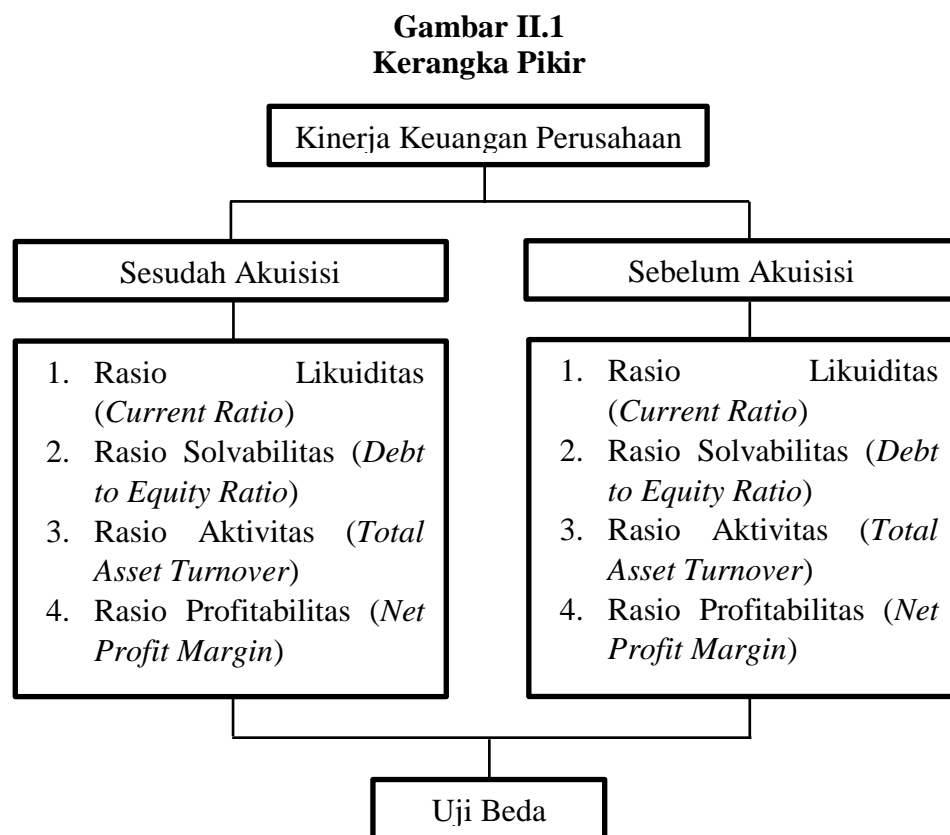 Gambar II.1
Kerangka Pikir
Kinerja Keuangan Perusahaan
Sesudah Akuisisi
Sebelum Akuisisi
1. Rasio Likuiditas
(Current Ratio)
2. Rasio Solvabilitas (Debt
to Equity Ratio)
3. Rasio Aktivitas (Total
Asset Turnover)
4. Rasio Profitabilitas (Net
Profit Margin)
1. Rasio Likuiditas
(Current Ratio)
2. Rasio Solvabilitas (Debt
to Equity Ratio)
3. Rasio Aktivitas (Total
Asset Turnover)
4. Rasio Profitabilitas (Net
Profit Margin)
Uji Beda